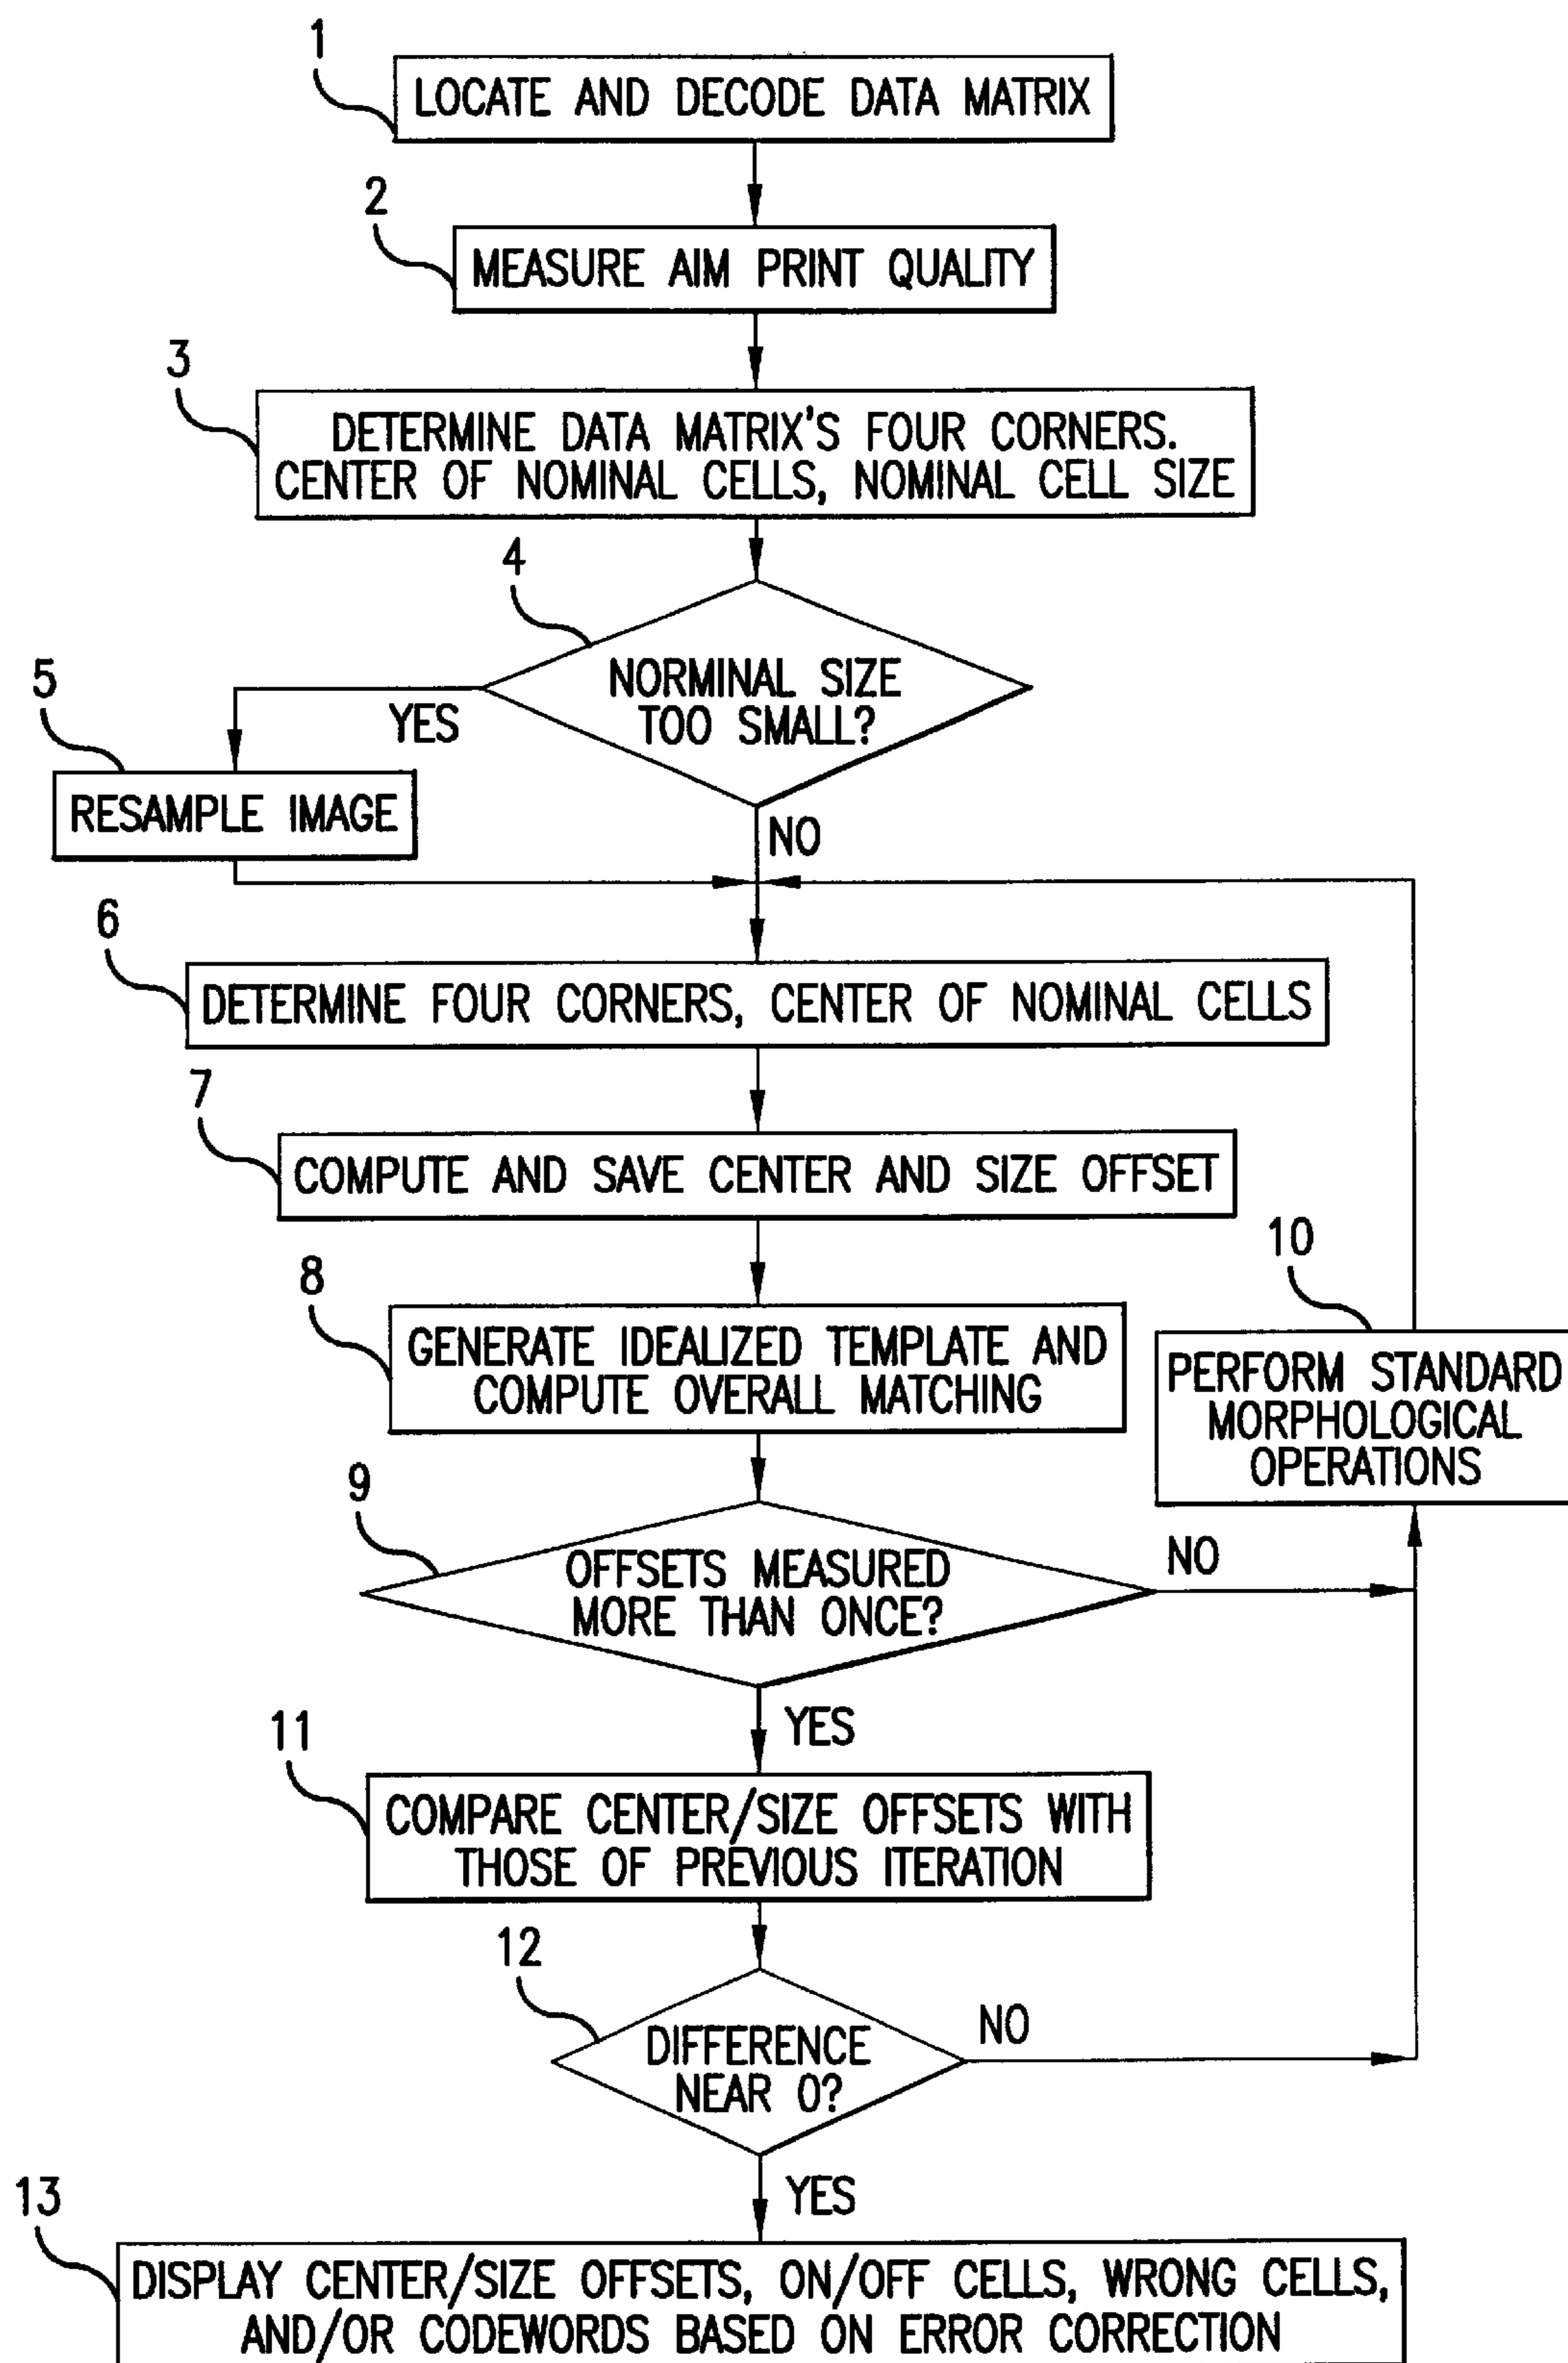 1
LOCATE AND DECODE DATA MATRIX
2
MEASURE AIM PRINT QUALITY
3
DETERMINE DATA MATRIX'S FOUR CORNERS.
CENTER OF NOMINAL CELLS, NOMINAL CELL SIZE
4
NORMINAL SIZE
TOO SMALL?
YES
5
RESAMPLE IMAGE
NO
6
DETERMINE FOUR CORNERS, CENTER OF NOMINAL CELLS
7
COMPUTE AND SAVE CENTER AND SIZE OFFSET
8
GENERATE IDEALIZED TEMPLATE AND
COMPUTE OVERALL MATCHING
10
PERFORM STANDARD
MORPHOLOGICAL
OPERATIONS
9
OFFSETS MEASURED
MORE THAN ONCE?
NO
YES
11
COMPARE CENTER/SIZE OFFSETS WITH
THOSE OF PREVIOUS ITERATION
12
DIFFERENCE
NEAR 0?
NO
YES
13
DISPLAY CENTER/SIZE OFFSETS, ON/OFF CELLS, WRONG CELLS,
AND/OR CODEWORDS BASED ON ERROR CORRECTION